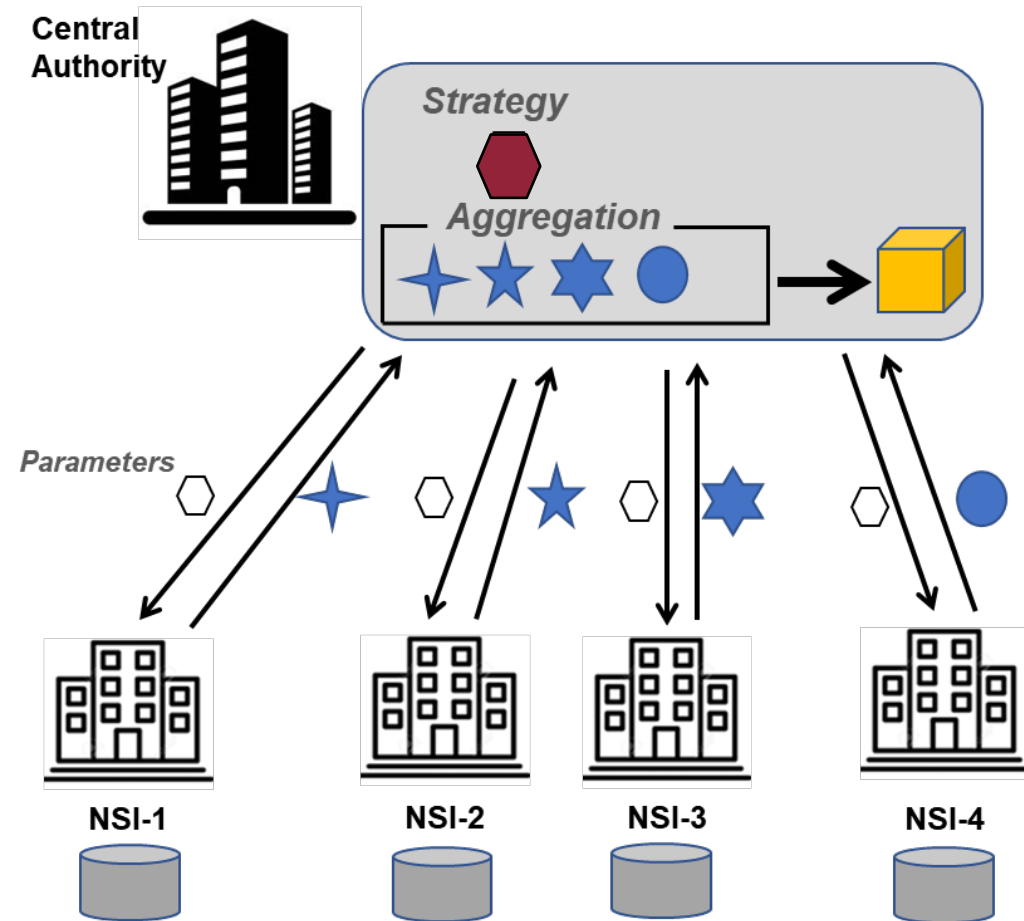 Central
Authority
Strategy
Aggregation
Parameters
NSI-1
NSI-2
NSI-3
NSI-4